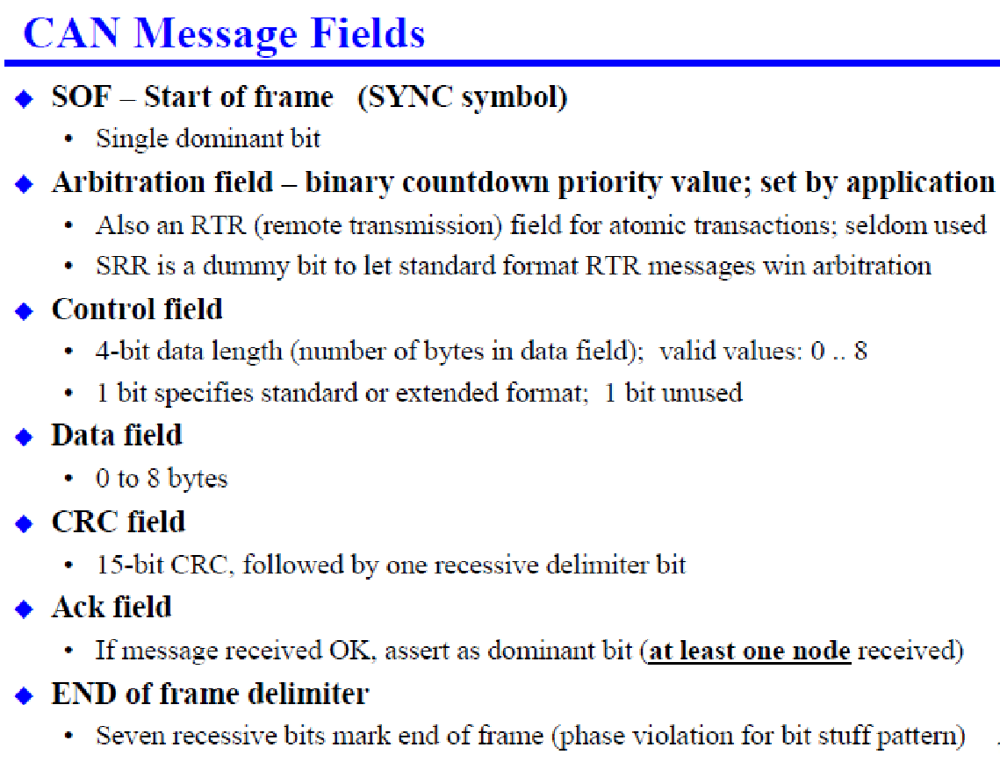 CAN Message Fields
◆ SOF – Start of frame (SYNC symbol)
• Single dominant bit
◆ Arbitration field – binary countdown priority value; set by application
• Also an RTR (remote transmission) field for atomic transactions; seldom used
• SRR is a dummy bit to let standard format RTR messages win arbitration
◆ Control field
• 4-bit data length (number of bytes in data field); valid values: 0 .. 8
• 1 bit specifies standard or extended format; 1 bit unused
◆ Data field
• 0 to 8 bytes
◆ CRC field
• 15-bit CRC, followed by one recessive delimiter bit
◆ Ack field
• If message received OK, assert as dominant bit (at least one node received)
◆ END of frame delimiter
• Seven recessive bits mark end of frame (phase violation for bit stuff pattern)